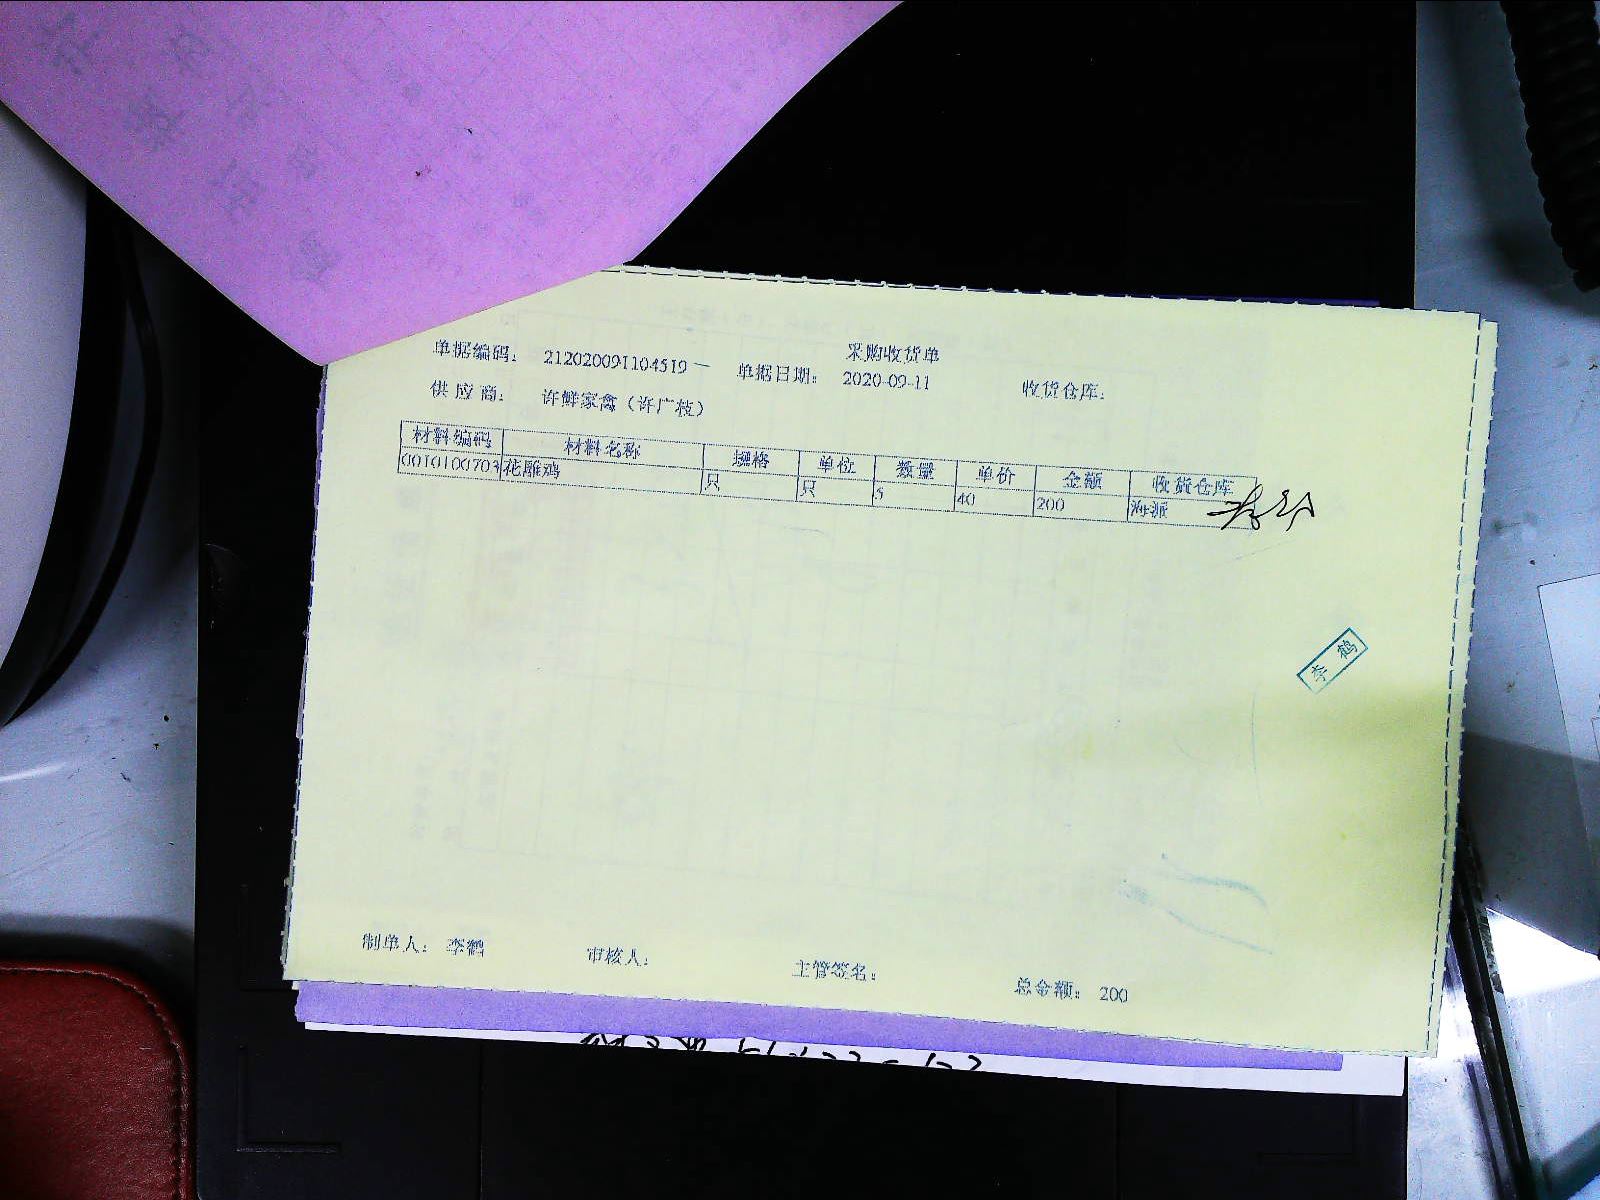 采购收货单
单据编码： 212020091104519 单据日期： 2020-09-11 收货仓库：
供应商： 许鲜家禽（许广枝）
材料编码 材料名称 规格 单位 数量 单价 金额 收货仓库
0010100703 花雕鸡 只 只 5 40 200 海派
李鹤
制单人： 李鹤 审核人： 主管签名： 总金额： 200